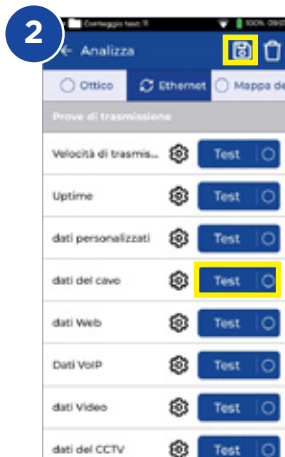 2
Conteggio test: 11 100% 09:57
← Analizza
Ottico Ethernet Mappa de
Prove di trasmissione
Velocità di trasmis... Test
Uptime Test
dati personalizzati Test
dati del cavo Test
dati Web Test
Dati VoIP Test
dati Video Test
dati del CCTV Test